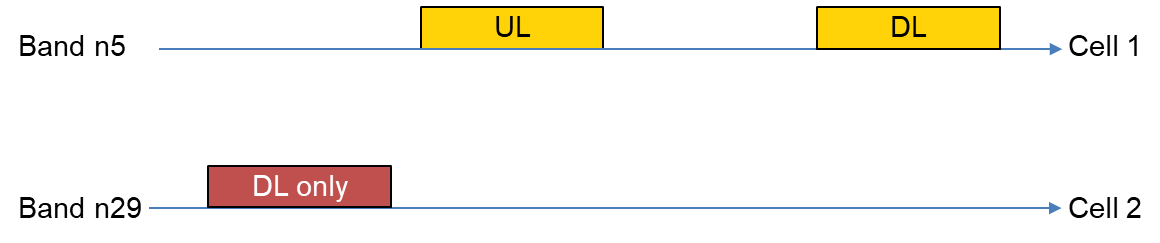 Band n5 UL DL Cell 1
Band n29 DL only Cell 2